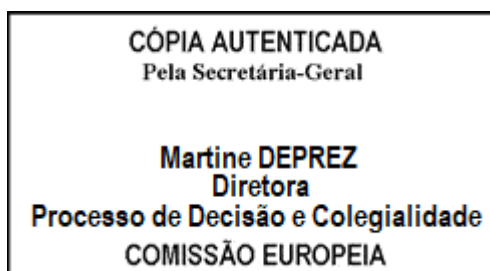 CÓPIA AUTENTICADA
Pela Secretária-Geral
Martine DEPREZ
Diretora
Processo de Decisão e Colegialidade
COMISSÃO EUROPEIA